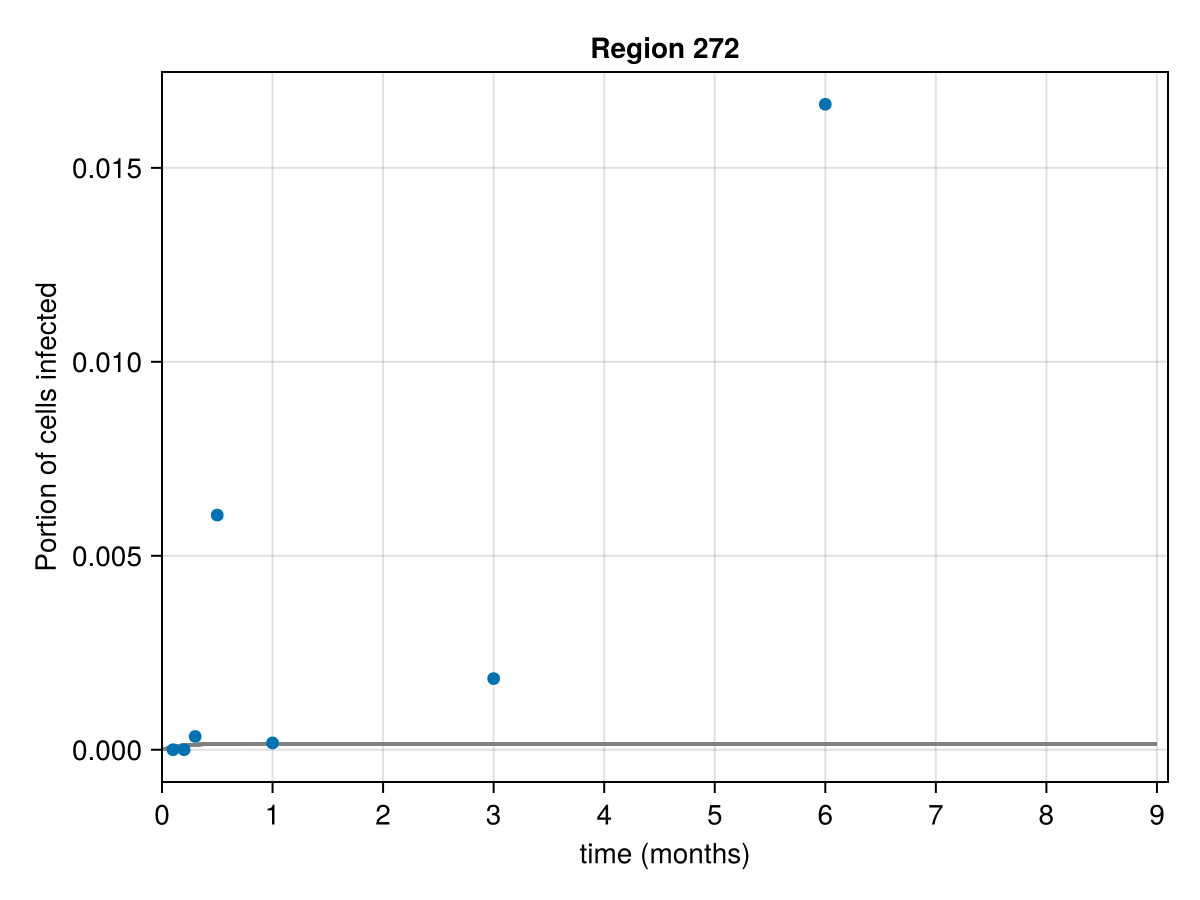 Region 272
Portion of cells infected
0.015
0.010
0.005
0.000
0 1 2 3 4 5 6 7 8 9
time (months)